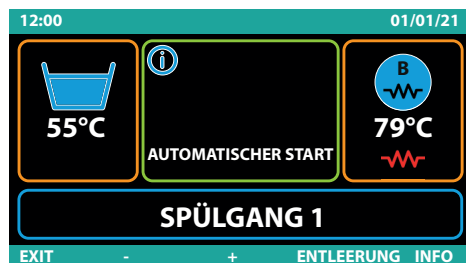 12:00 01/01/21
B
55°C 79°C
AUTOMATISCHER START
SPÜLGANG 1
EXIT - + ENTLEERUNG INFO